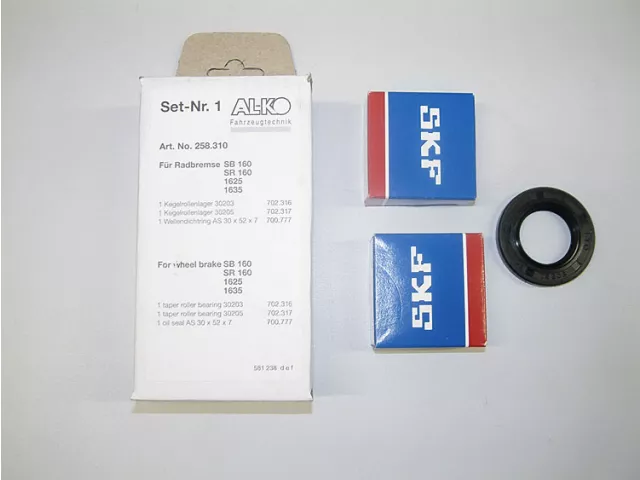 Set-Nr. 1
AL-KO
Fahrzeugtechnik
Art. No. 258.310
Für Radbremse SB 160
SR 160
1625
1635
1 Kegelrollenlager 30203 702.316
1 Kegelrollenlager 30205 702.317
1 Wellendichtring AS 30 x 52 x 7 700.777
For wheel brake SB 160
SR 160
1625
1635
1 taper roller bearing 30203 702.316
1 taper roller bearing 30205 702.317
1 oil seal AS 30 x 52 x 7 700.777
581 238 d e f
SKF
SKF